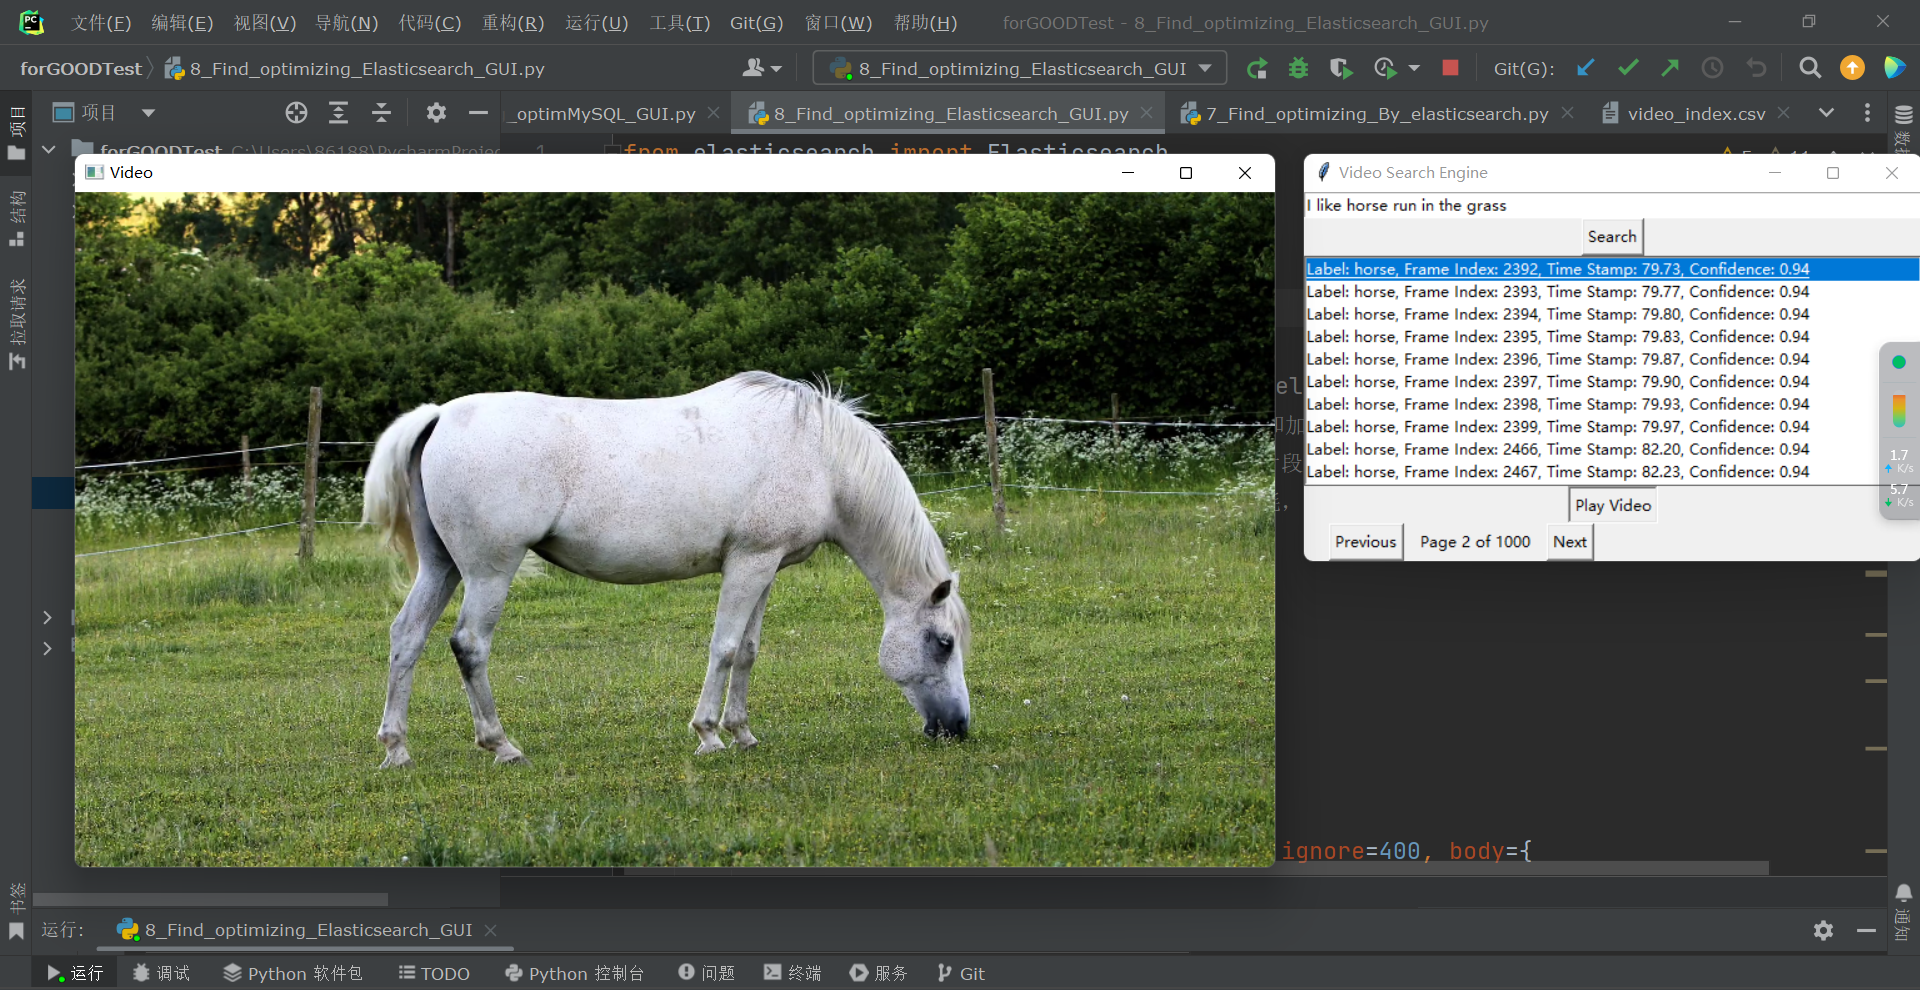 PC 文件(F) 编辑(E) 视图(V) 导航(N) 代码(C) 重构(R) 运行(U) 工具(T) Git(G) 窗口(W) 帮助(H) forGOODTest - 8_Find_optimizing_Elasticsearch_GUI.py
forGOODTest 8_Find_optimizing_Elasticsearch_GUI.py 8_Find_optimizing_Elasticsearch_GUI Git(G):
项目 _optimMySQL_GUI.py 8_Find_optimizing_Elasticsearch_GUI.py 7_Find_optimizing_By_elasticsearch.py video_index.csv
forGOODTest C:\Users\86188\PycharmProjec 1 from elasticsearch import Elasticsearch
项目
结构
拉取请求
书签
Video
Video Search Engine
I like horse run in the grass
Search
Label: horse, Frame Index: 2392, Time Stamp: 79.73, Confidence: 0.94
Label: horse, Frame Index: 2393, Time Stamp: 79.77, Confidence: 0.94
Label: horse, Frame Index: 2394, Time Stamp: 79.80, Confidence: 0.94
Label: horse, Frame Index: 2395, Time Stamp: 79.83, Confidence: 0.94
Label: horse, Frame Index: 2396, Time Stamp: 79.87, Confidence: 0.94
Label: horse, Frame Index: 2397, Time Stamp: 79.90, Confidence: 0.94
Label: horse, Frame Index: 2398, Time Stamp: 79.93, Confidence: 0.94
Label: horse, Frame Index: 2399, Time Stamp: 79.97, Confidence: 0.94
Label: horse, Frame Index: 2466, Time Stamp: 82.20, Confidence: 0.94
Label: horse, Frame Index: 2467, Time Stamp: 82.23, Confidence: 0.94
Play Video
Previous Page 2 of 1000 Next
el
加
段
1.7
K/s
5.7
K/s
ignore=400, body={
通知
运行: 8_Find_optimizing_Elasticsearch_GUI
运行 调试 Python 软件包 TODO Python 控制台 问题 终端 服务 Git